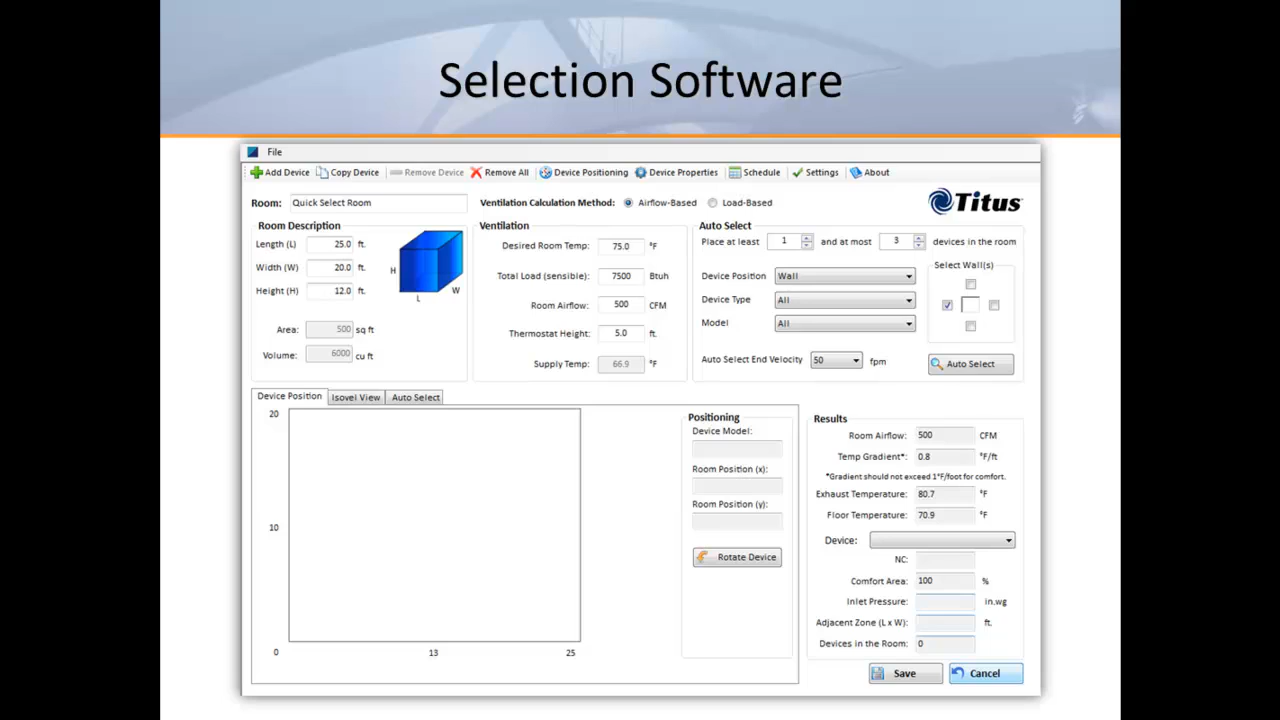 Selection Software
File
Add Device Copy Device Remove Device Remove All Device Positioning Device Properties Schedule Settings About
Room: Quick Select Room Ventilation Calculation Method: Airflow-Based Load-Based Titus
Room Description Ventilation Auto Select
Length (L) 25.0 ft. Desired Room Temp: 75.0 °F Place at least 1 and at most 3 devices in the room
Width (W) 20.0 ft. H W L Total Load (sensible): 7500 Btuh Device Position Wall Select Wall(s)
Height (H) 12.0 ft. Room Airflow: 500 CFM Device Type All
Area: 500 sq ft Thermostat Height: 5.0 ft. Model All
Volume: 6000 cu ft Supply Temp: 66.9 °F Auto Select End Velocity 50 fpm Auto Select
Device Position Isovel View Auto Select
20
10
0 13 25
Positioning
Device Model:
Room Position (x):
Room Position (y):
Rotate Device
Results
Room Airflow: 500 CFM
Temp Gradient*: 0.8 °F/ft
*Gradient should not exceed 1°F/foot for comfort.
Exhaust Temperature: 80.7 °F
Floor Temperature: 70.9 °F
Device:
NC:
Comfort Area: 100 %
Inlet Pressure: in.wg
Adjacent Zone (L x W): ft.
Devices in the Room: 0
Save Cancel